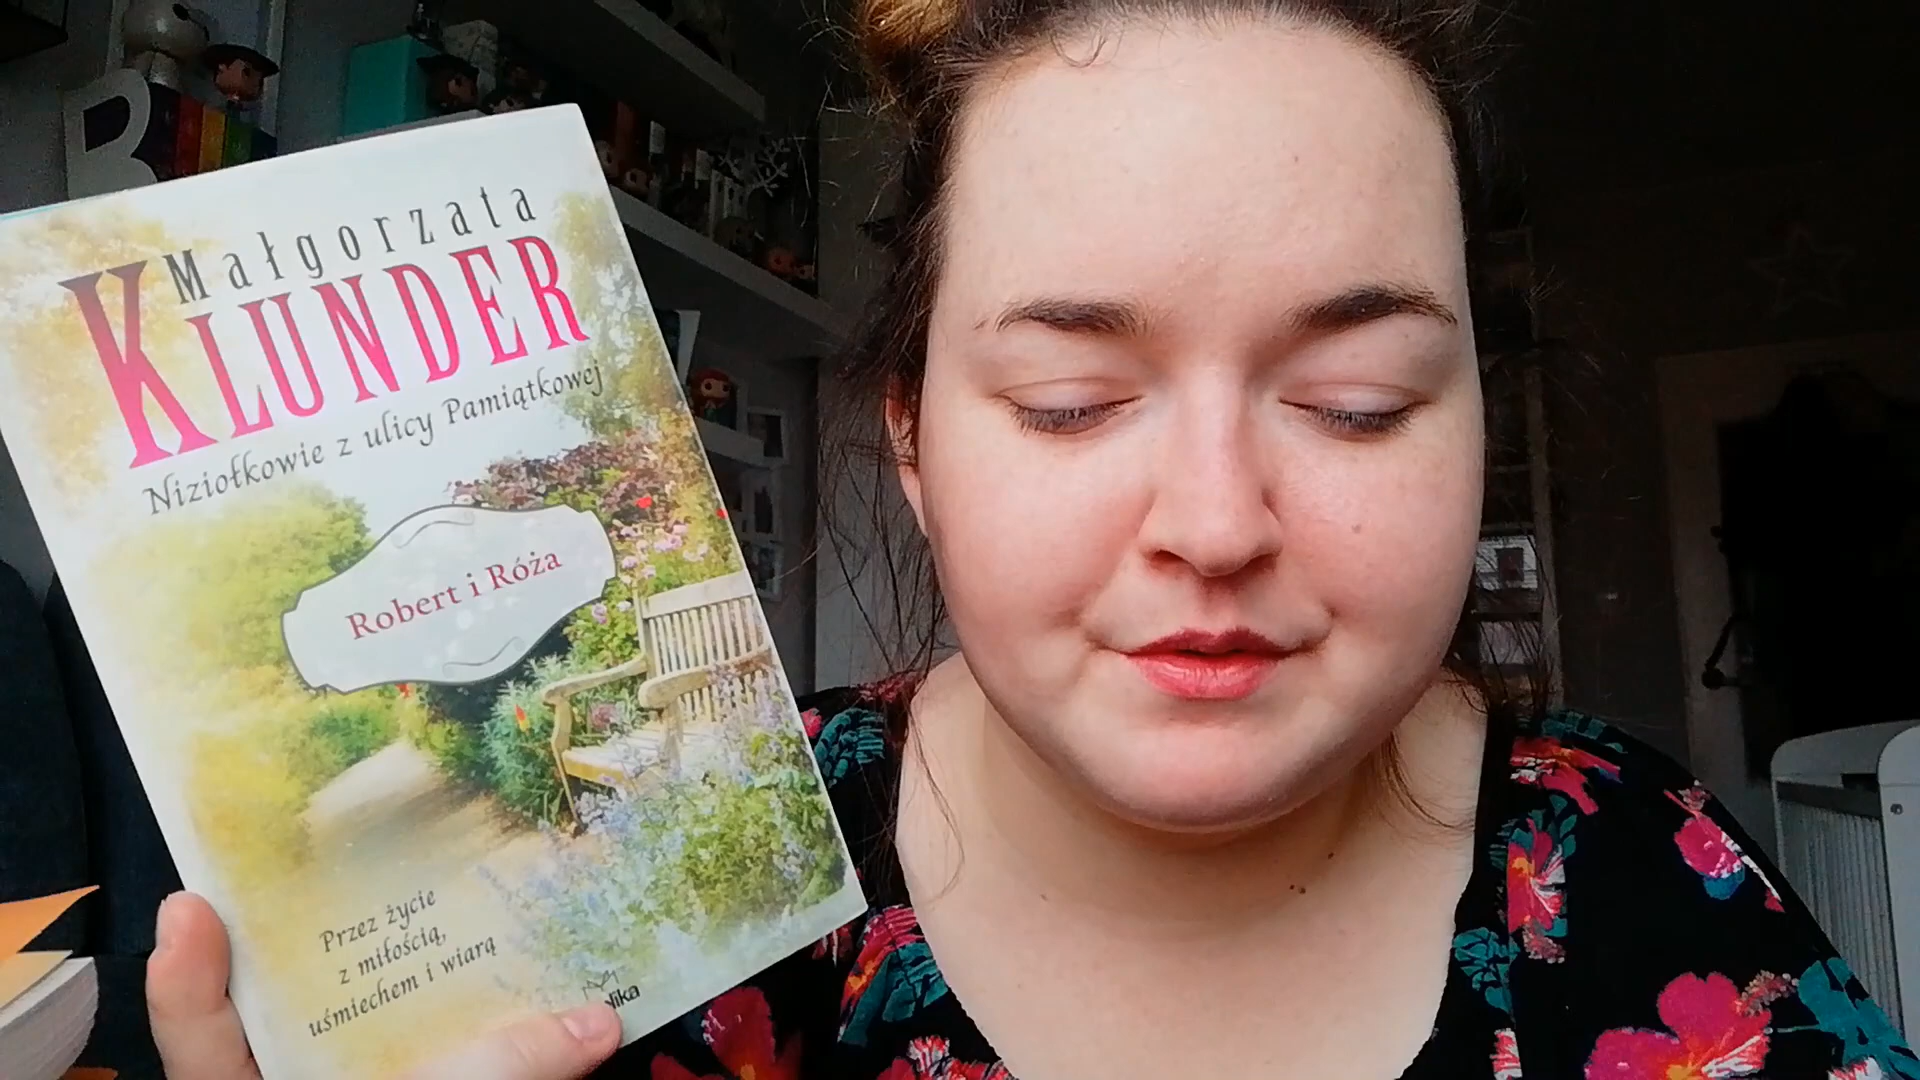 Małgorzata
KLUNDER
Niziołkowie z ulicy Pamiątkowej
Robert i Róża
Przez życie
z miłością,
uśmiechem i wiarą